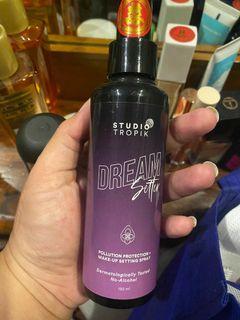 STUDIO
TROPIK
DREAM
Setter
POLLUTION PROTECTION +
MAKE-UP SETTING SPRAY
Dermatologically Tested
No-Alcohol